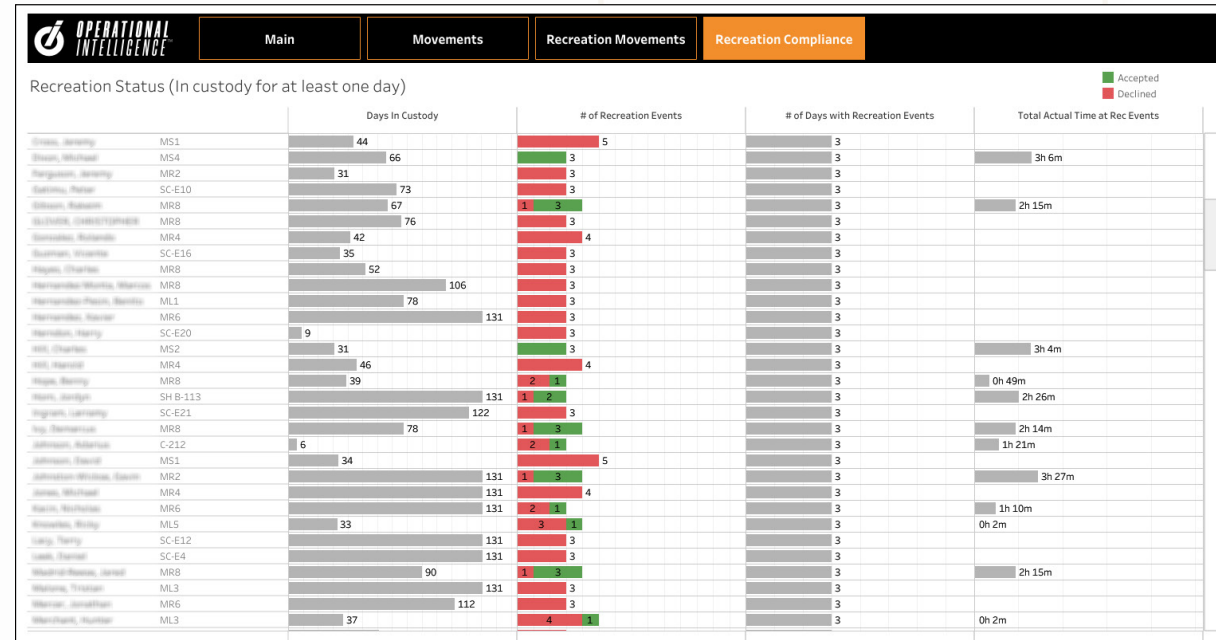 OPERATIONAL INTELLIGENCE™
Main Movements Recreation Movements Recreation Compliance
Recreation Status (In custody for at least one day)
Accepted
Declined
Days In Custody # of Recreation Events # of Days with Recreation Events Total Actual Time at Rec Events
MS1 44 5 3
MS4 66 3 3 3h 6m
MR2 31 3 3
SC-E10 73 3 3
MR8 67 1 3 3 2h 15m
MR8 76 3 3
MR4 42 4 3
SC-E16 35 3 3
MR8 52 3 3
MR8 106 3 3
ML1 78 3 3
MR6 131 3 3
SC-E20 9 3 3
MS2 31 3 3 3h 4m
MR4 46 4 3
MR8 39 2 1 3 0h 49m
SH B-113 131 1 2 3 2h 26m
SC-E21 122 3 3
MR8 78 1 3 3 2h 14m
C-212 6 2 1 3 1h 21m
MS1 34 5 3
MR2 131 1 3 3 3h 27m
MR4 131 4 3
MR6 131 2 1 3 1h 10m
ML5 33 3 1 3 0h 2m
SC-E12 131 3 3
SC-E4 131 3 3
MR8 90 1 3 3 2h 15m
ML3 131 3 3
MR6 112 3 3
ML3 37 4 1 3 0h 2m